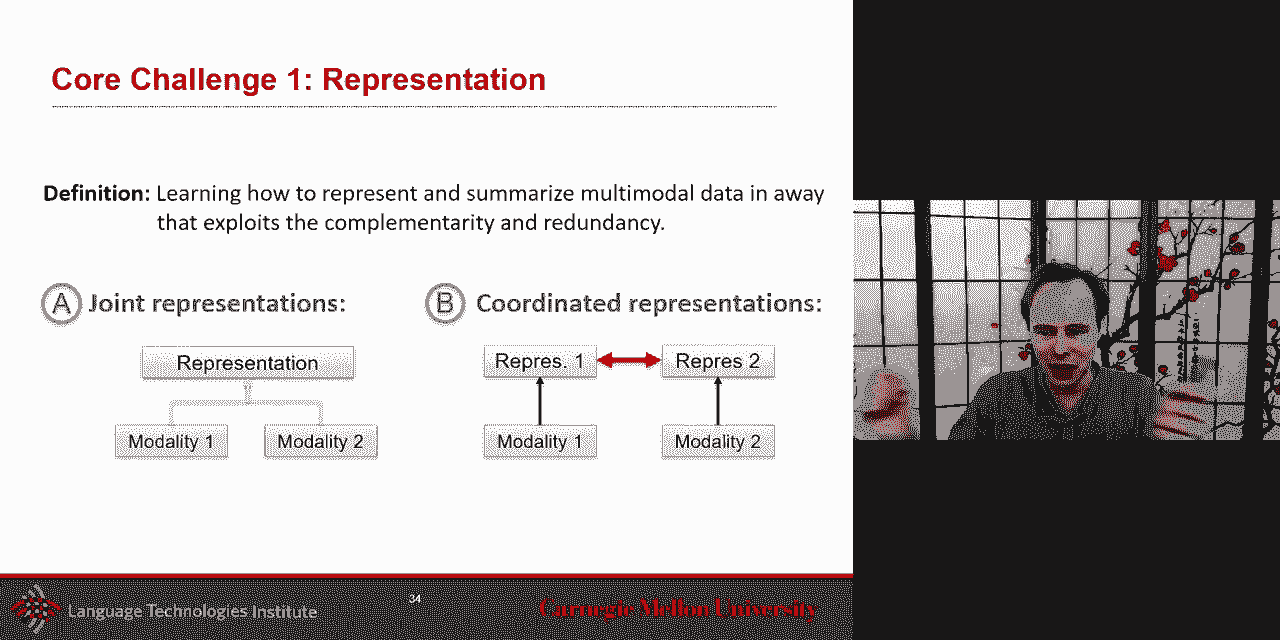 Core Challenge 1: Representation
Definition: Learning how to represent and summarize multimodal data in away
that exploits the complementarity and redundancy.
A Joint representations:
Representation
Modality 1 Modality 2
B Coordinated representations:
Repres. 1 Repres 2
Modality 1 Modality 2
Language Technologies Institute
34
Carnegie Mellon University